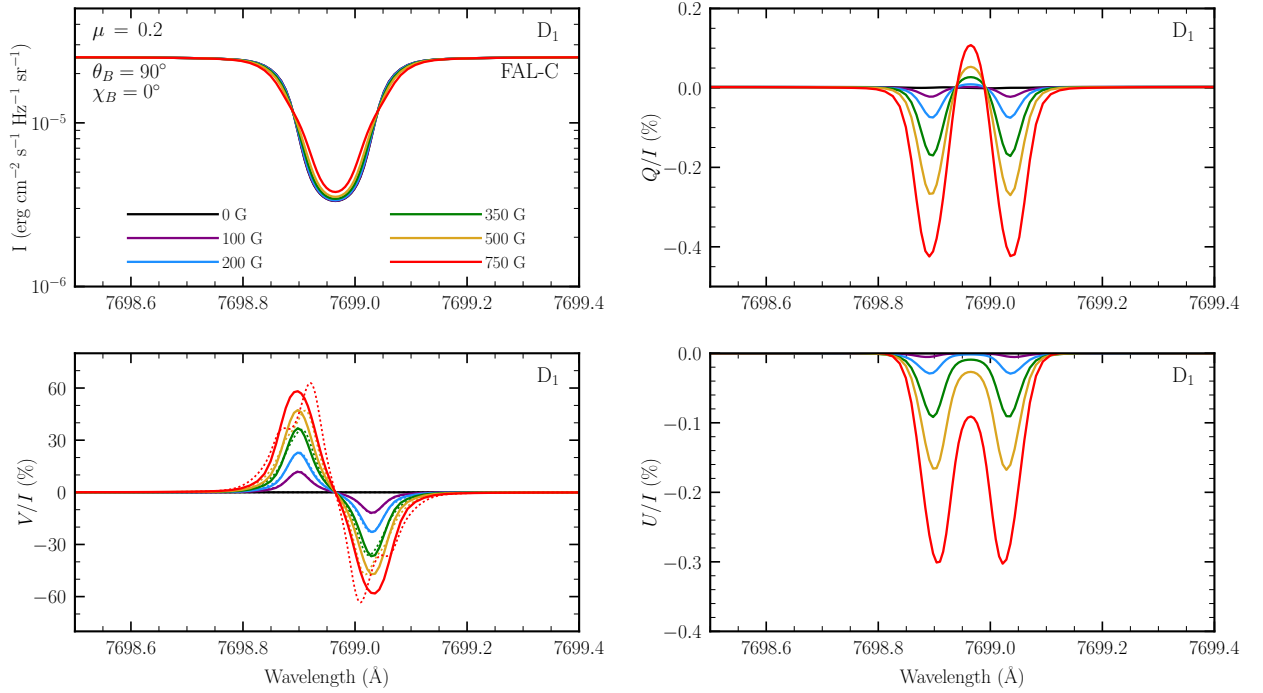 μ = 0.2
D₁
θ_B = 90°
χ_B = 0°
FAL-C
I (erg cm⁻² s⁻¹ Hz⁻¹ sr⁻¹)
10⁻⁵
10⁻⁶
0 G
100 G
200 G
350 G
500 G
750 G
7698.6 7698.8 7699.0 7699.2 7699.4
D₁
Q/I (%)
0.2
0.0
−0.2
−0.4
7698.6 7698.8 7699.0 7699.2 7699.4
D₁
V/I (%)
60
30
0
−30
−60
7698.6 7698.8 7699.0 7699.2 7699.4
Wavelength (Å)
D₁
U/I (%)
0.0
−0.1
−0.2
−0.3
−0.4
7698.6 7698.8 7699.0 7699.2 7699.4
Wavelength (Å)